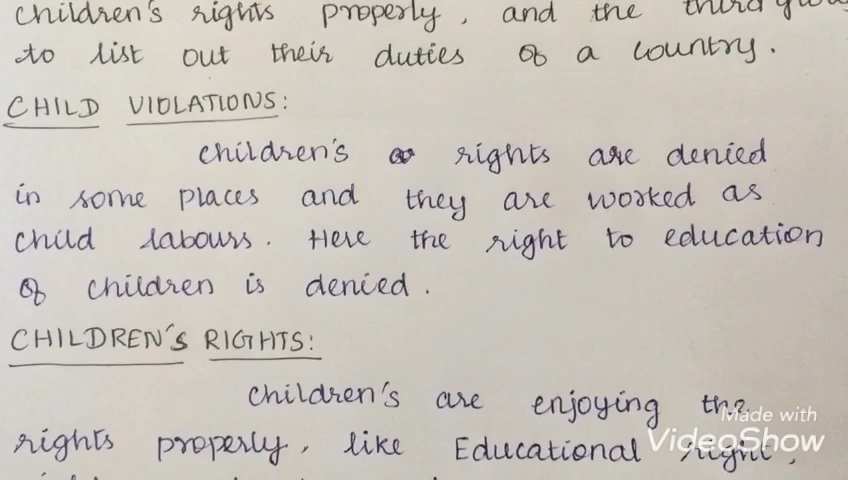 children's rights properly, and the third
to list out their duties of a country.
CHILD VIOLATIONS:
children's rights are denied
in some places and they are worked as
child labours. Here the right to education
of children is denied.
CHILDREN'S RIGHTS:
children's are enjoying the
rights properly, like Educational right,
Made with
VideoShow